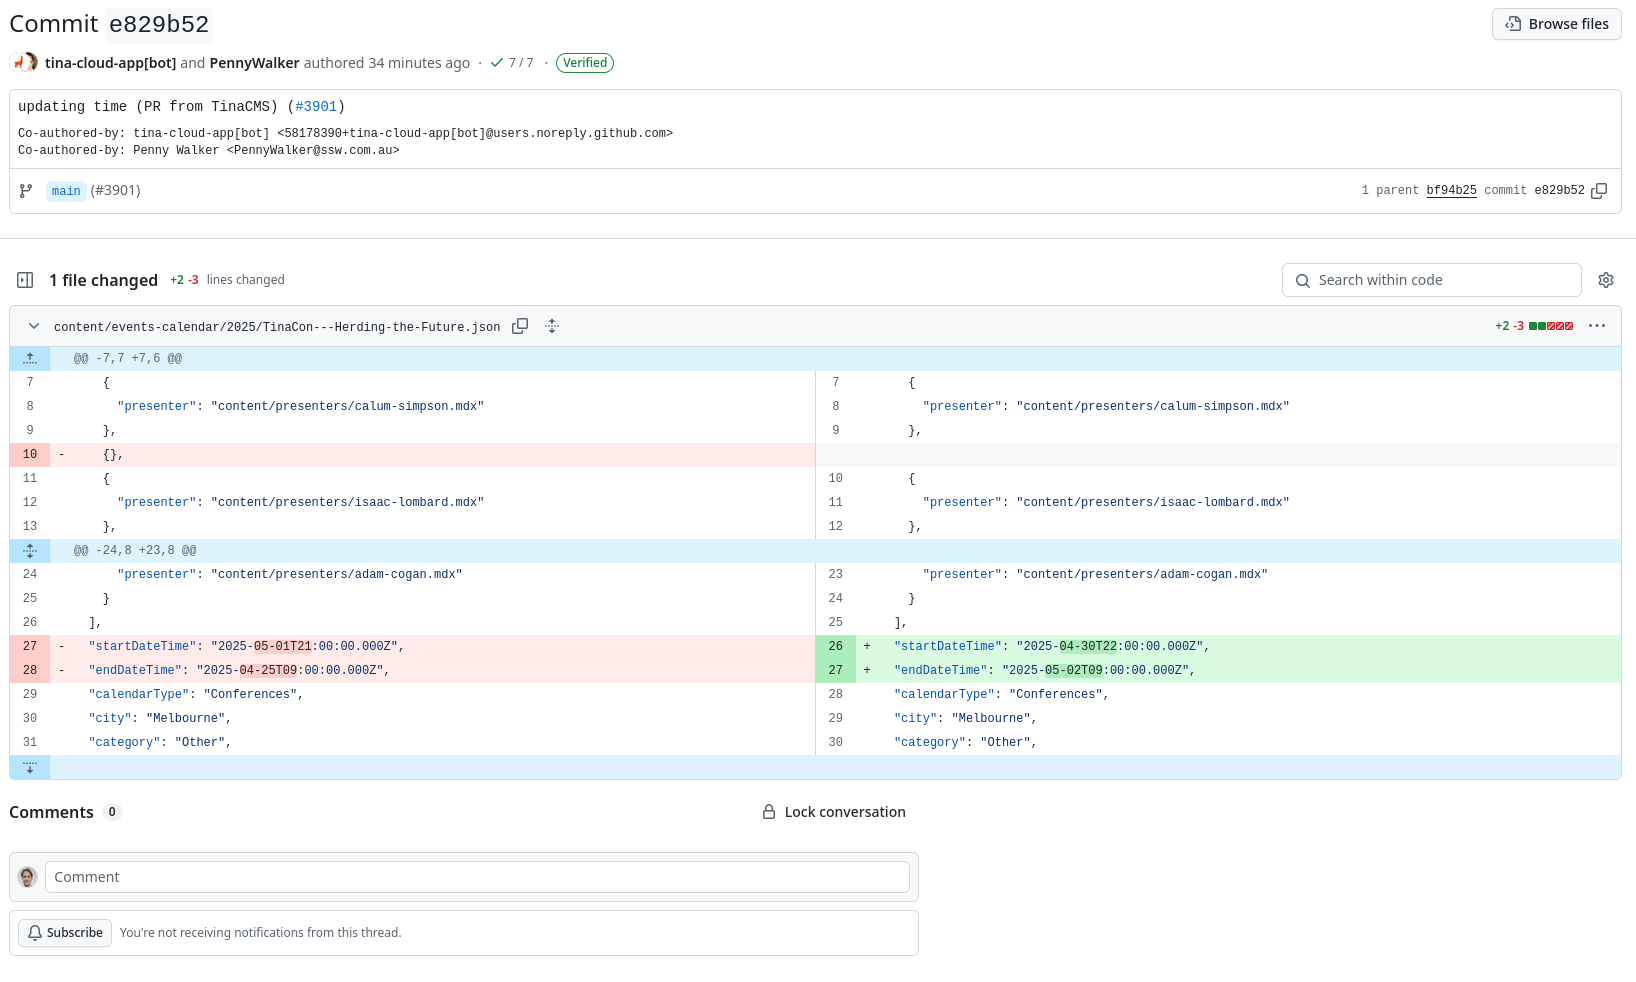 Commit e829b52
Browse files
tina-cloud-app[bot] and PennyWalker authored 34 minutes ago · 7 / 7 · Verified
updating time (PR from TinaCMS) (#3901)
Co-authored-by: tina-cloud-app[bot] <58178390+tina-cloud-app[bot]@users.noreply.github.com>
Co-authored-by: Penny Walker <PennyWalker@ssw.com.au>
main (#3901)
1 parent bf94b25 commit e829b52
1 file changed +2 -3 lines changed
Search within code
content/events-calendar/2025/TinaCon---Herding-the-Future.json
+2 -3
@@ -7,7 +7,6 @@
7 { 7 {
8 "presenter": "content/presenters/calum-simpson.mdx" 8 "presenter": "content/presenters/calum-simpson.mdx"
9 }, 9 },
10 - {},
11 { 10 {
12 "presenter": "content/presenters/isaac-lombard.mdx" 11 "presenter": "content/presenters/isaac-lombard.mdx"
13 }, 12 },
@@ -24,8 +23,8 @@
24 "presenter": "content/presenters/adam-cogan.mdx" 23 "presenter": "content/presenters/adam-cogan.mdx"
25 } 24 }
26 ], 25 ],
27 - "startDateTime": "2025-05-01T21:00:00.000Z", 26 + "startDateTime": "2025-04-30T22:00:00.000Z",
28 - "endDateTime": "2025-04-25T09:00:00.000Z", 27 + "endDateTime": "2025-05-02T09:00:00.000Z",
29 "calendarType": "Conferences", 28 "calendarType": "Conferences",
30 "city": "Melbourne", 29 "city": "Melbourne",
31 "category": "Other", 30 "category": "Other",
Comments 0
Lock conversation
Comment
Subscribe You're not receiving notifications from this thread.